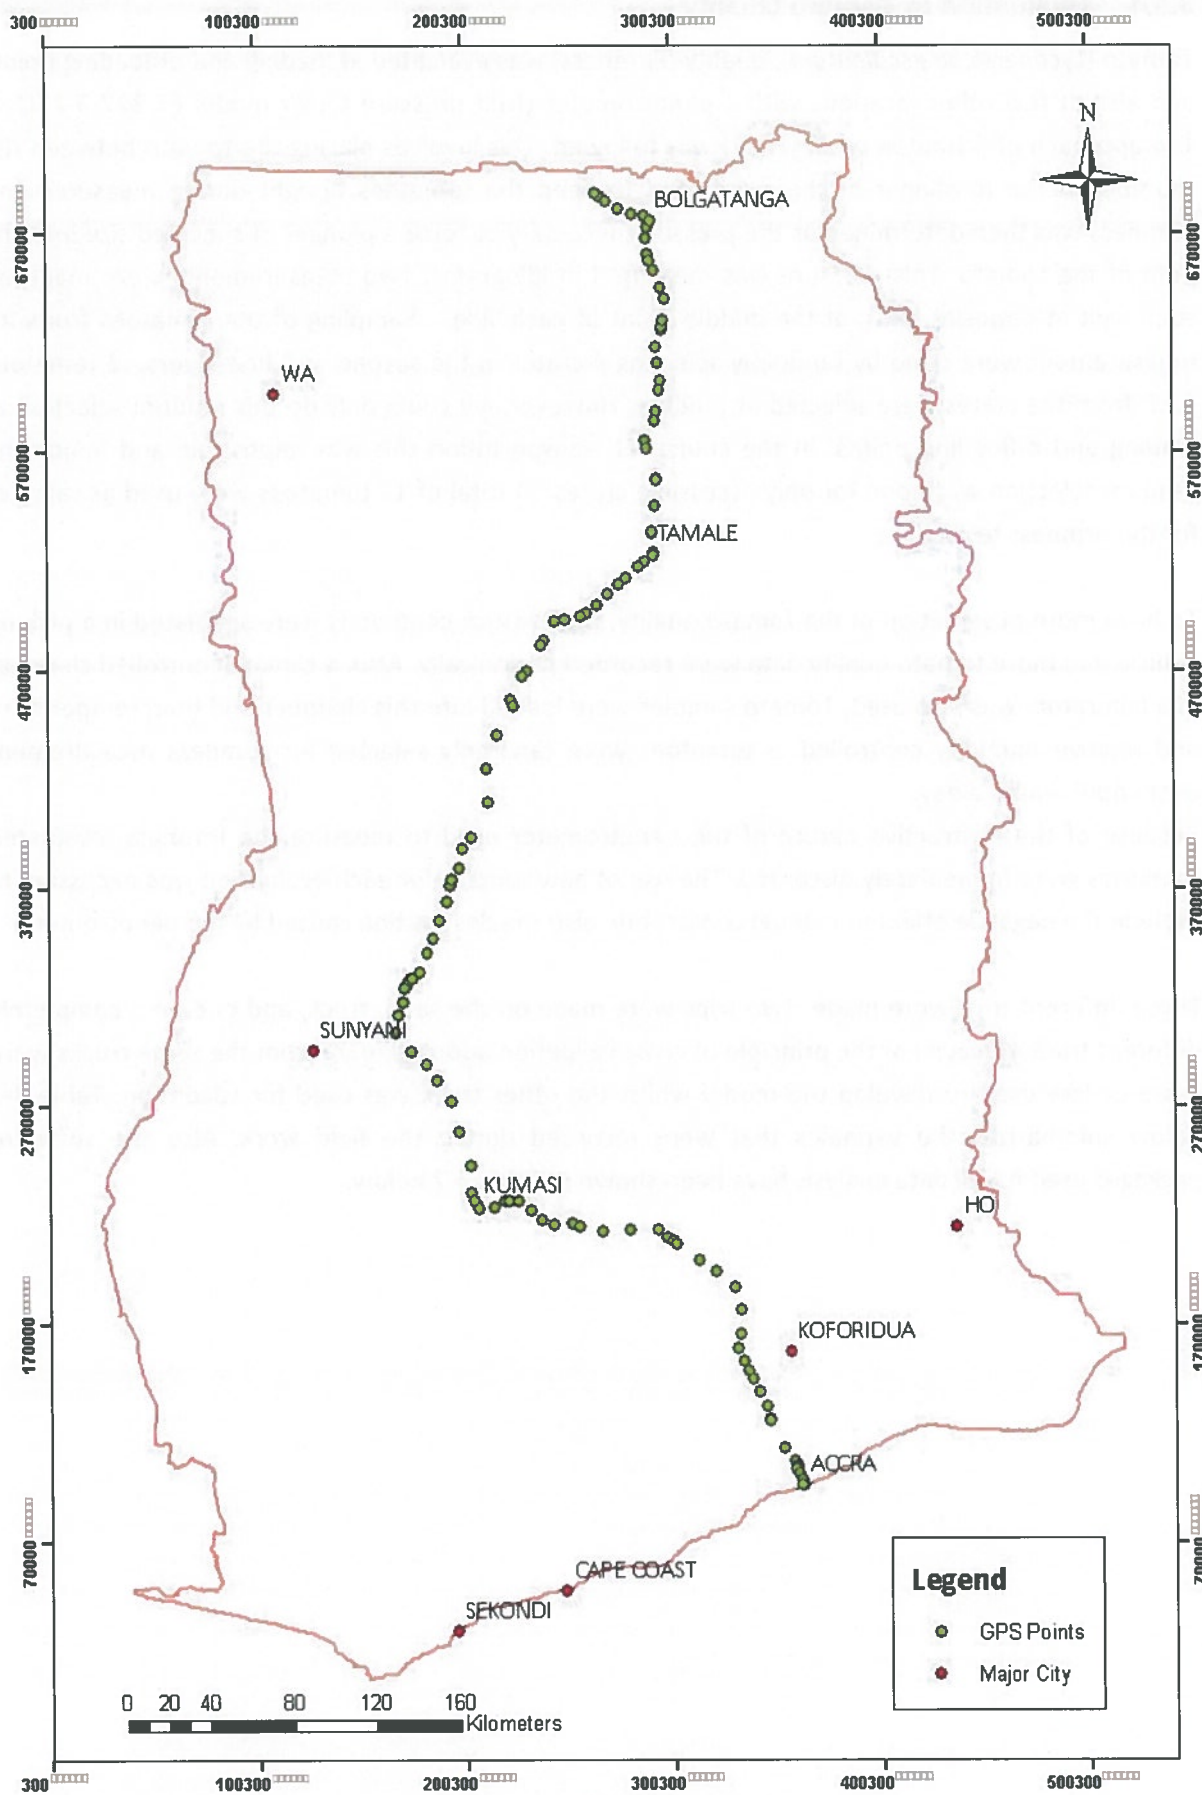 300 100300 200300 300300 400300 500300
N
BOLGATANGA
670000 670000
WA
570000 570000
TAMALE
470000 470000
370000 370000
SUNYANI
270000 270000
KUMASI
HO
170000 170000
KOFORIDUA
ACCRA
70000 70000
CAPE COAST
SEKONDI
Legend
GPS Points
Major City
0 20 40 80 120 160
Kilometers
300 100300 200300 300300 400300 500300